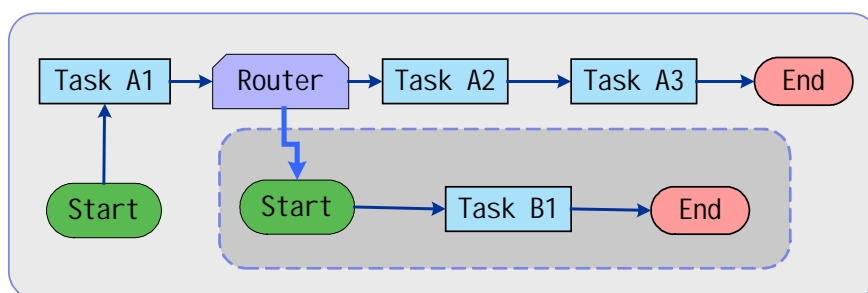 Task A1
Router
Task A2
Task A3
End
Start
Start
Task B1
End